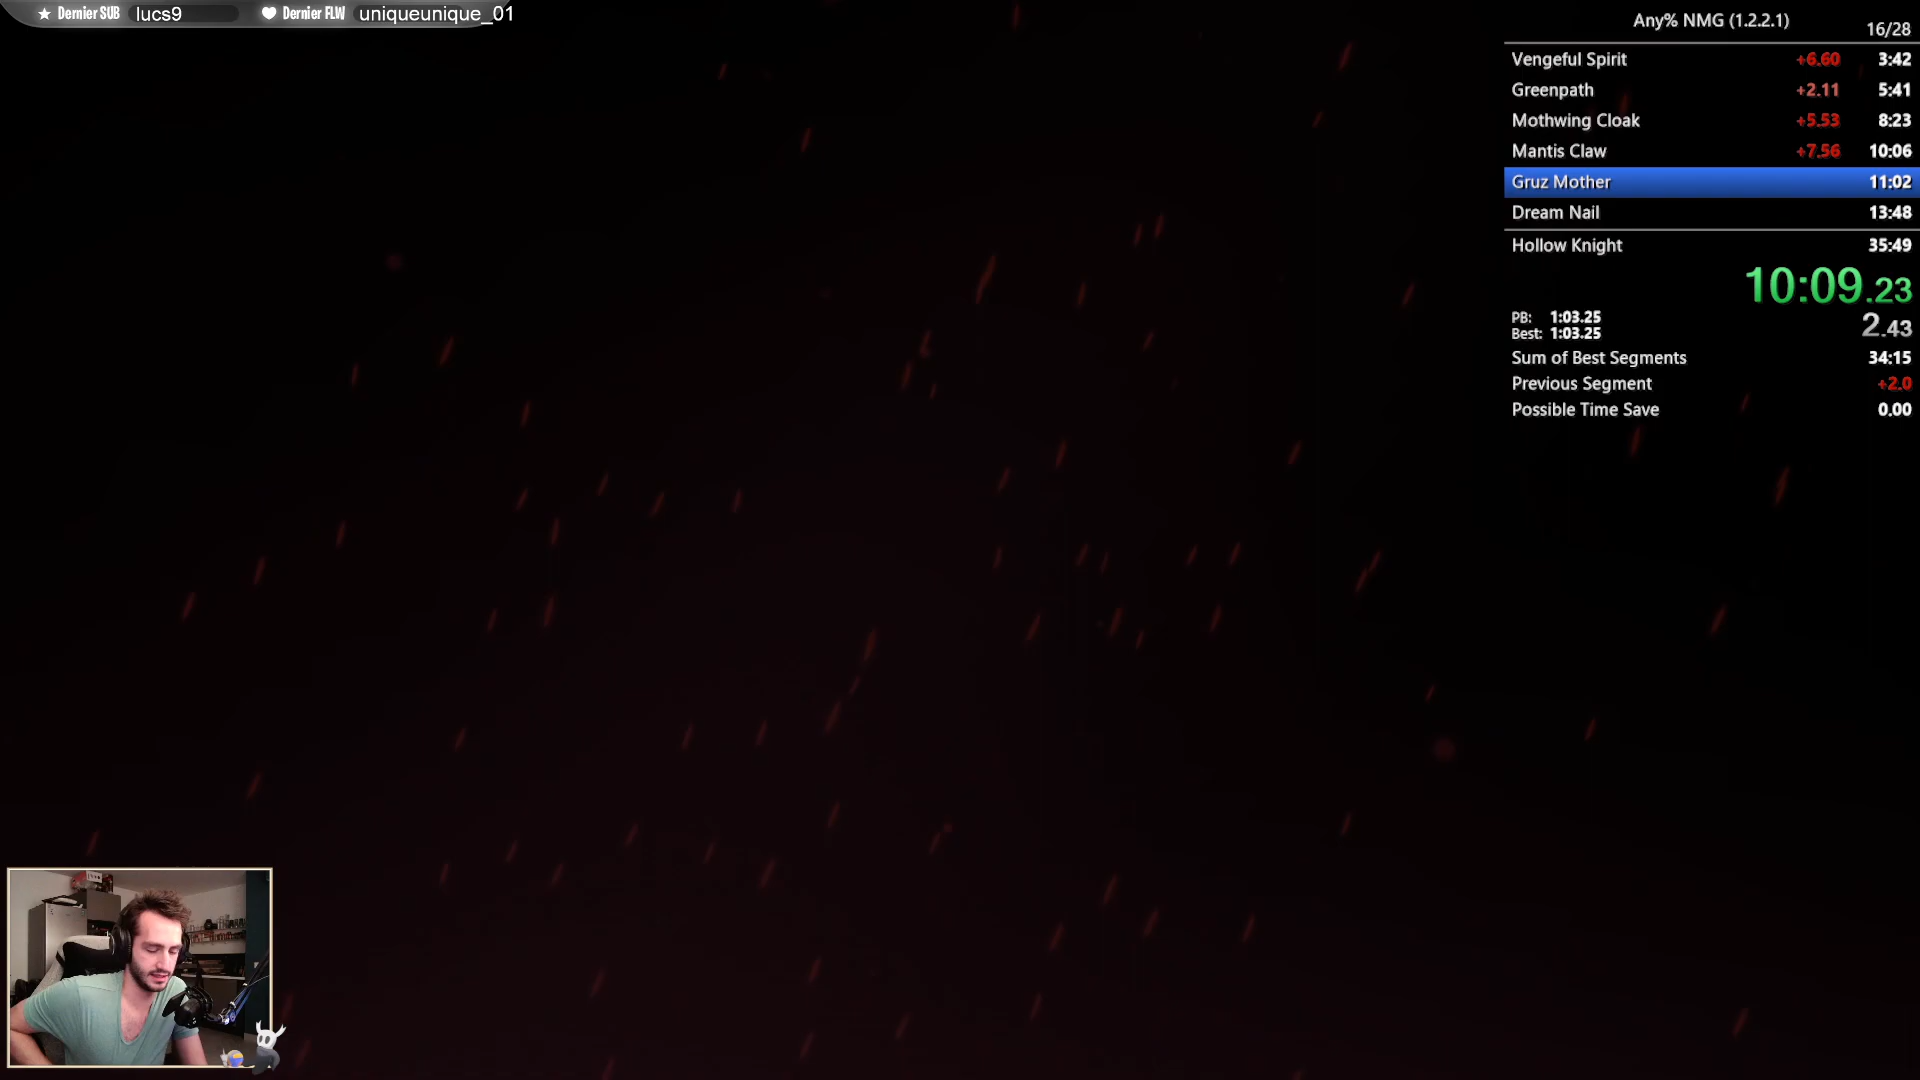 Dernier SUB lucs9 Dernier FLW uniqueunique_01
Any% NMG (1.2.2.1) 16/28
Vengeful Spirit +6.60 3:42
Greenpath +2.11 5:41
Mothwing Cloak +5.53 8:23
Mantis Claw +7.56 10:06
Gruz Mother 11:02
Dream Nail 13:48
Hollow Knight 35:49
10:09.23
PB: 1:03.25 2.43
Best: 1:03.25
Sum of Best Segments 34:15
Previous Segment +2.0
Possible Time Save 0.00